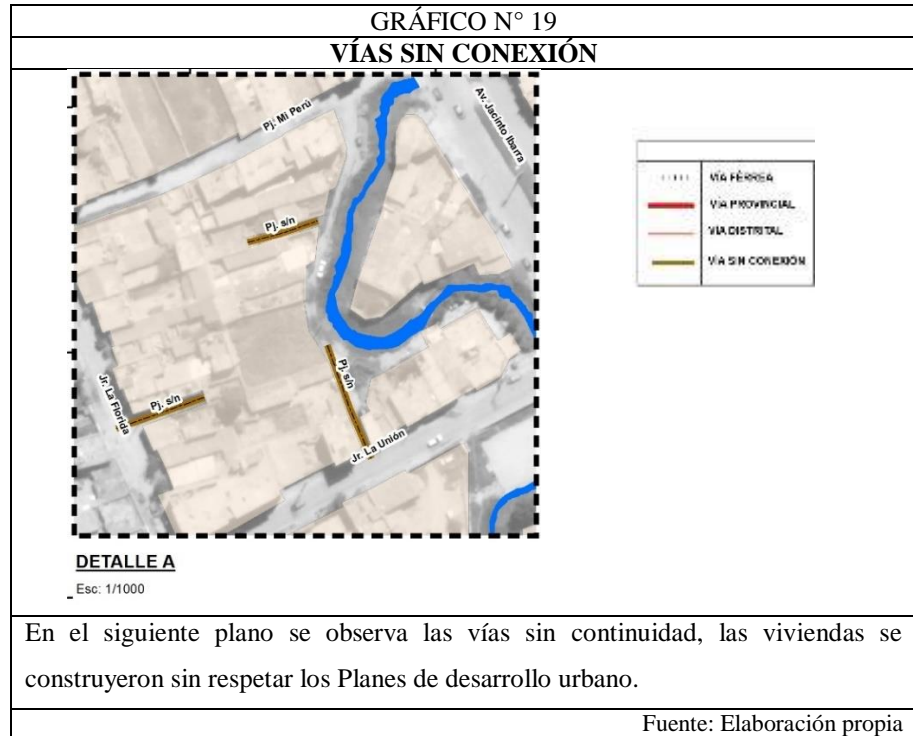 GRÁFICO N° 19
VÍAS SIN CONEXIÓN
Pj. Mi Perú
Av. Jacinto Ibarra
Pj. s/n
Pj. s/n
Pj. s/n
Jr. La Florida
Jr. La Unión
VÍA FÉRREA
VÍA PROVINCIAL
VÍA DISTRITAL
VÍA SIN CONEXIÓN
DETALLE A
Esc: 1/1000
En el siguiente plano se observa las vías sin continuidad, las viviendas se
construyeron sin respetar los Planes de desarrollo urbano.
Fuente: Elaboración propia